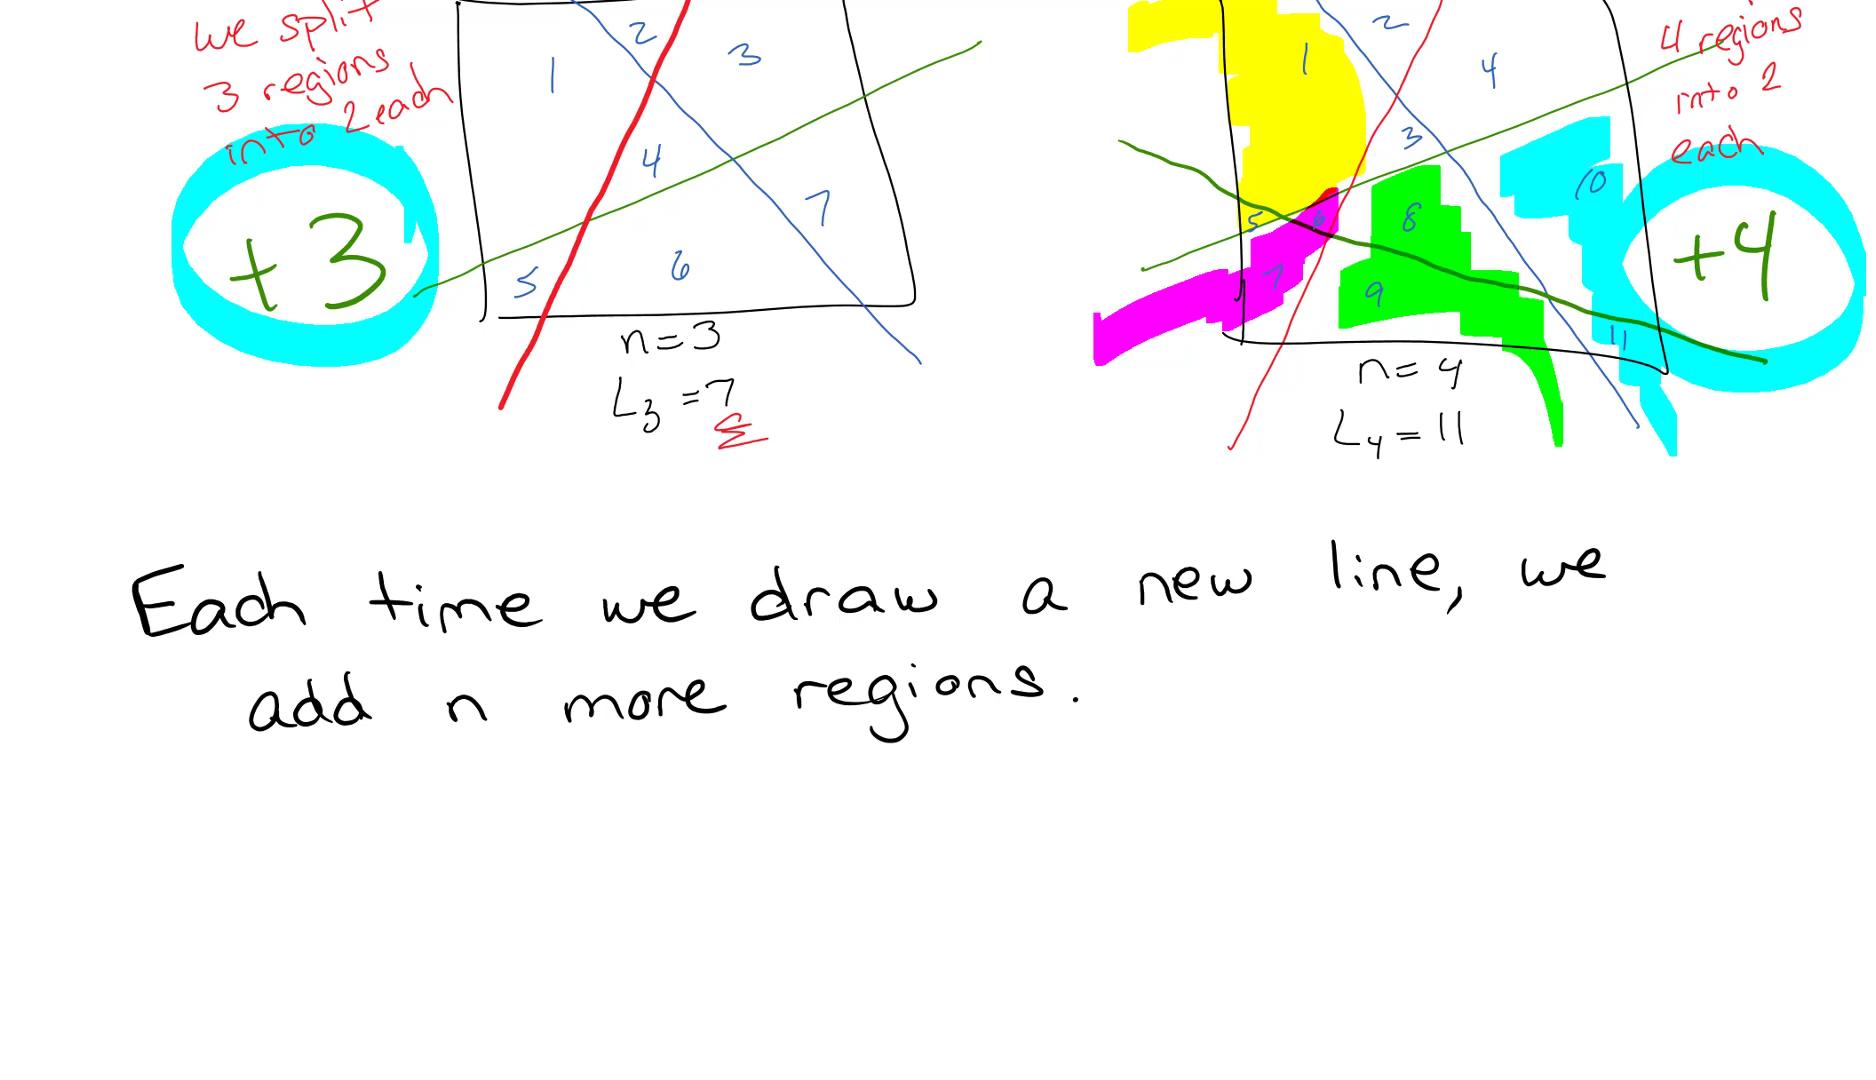 we split
3 regions
into 2 each
+3
1
2
3
4
5
6
7
n=3
L3 = 7
1
2
3
4
5
6
7
8
9
10
11
n=4
L4 = 11
4 regions
into 2
each
+4
Each time we draw a new line, we
add n more regions.